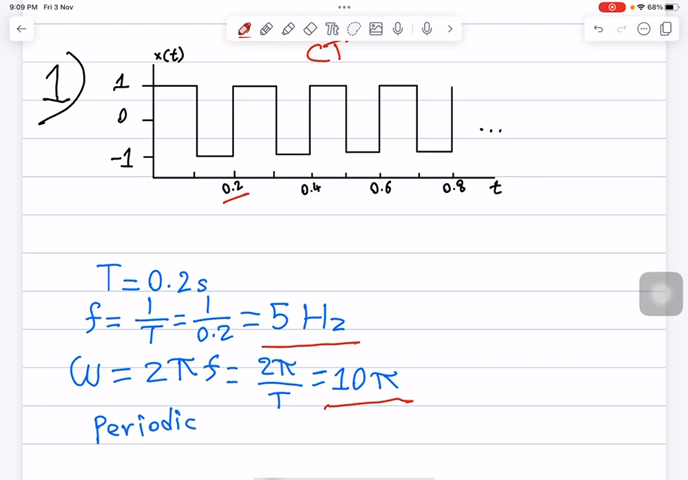 9:09 PM Fri 3 Nov
68%
CT
1)
x(t)
1
0
-1
...
0.2 0.4 0.6 0.8 t
T = 0.2 s
f = 1/T = 1/0.2 = 5 Hz
ω = 2πf = 2π/T = 10π
Periodic